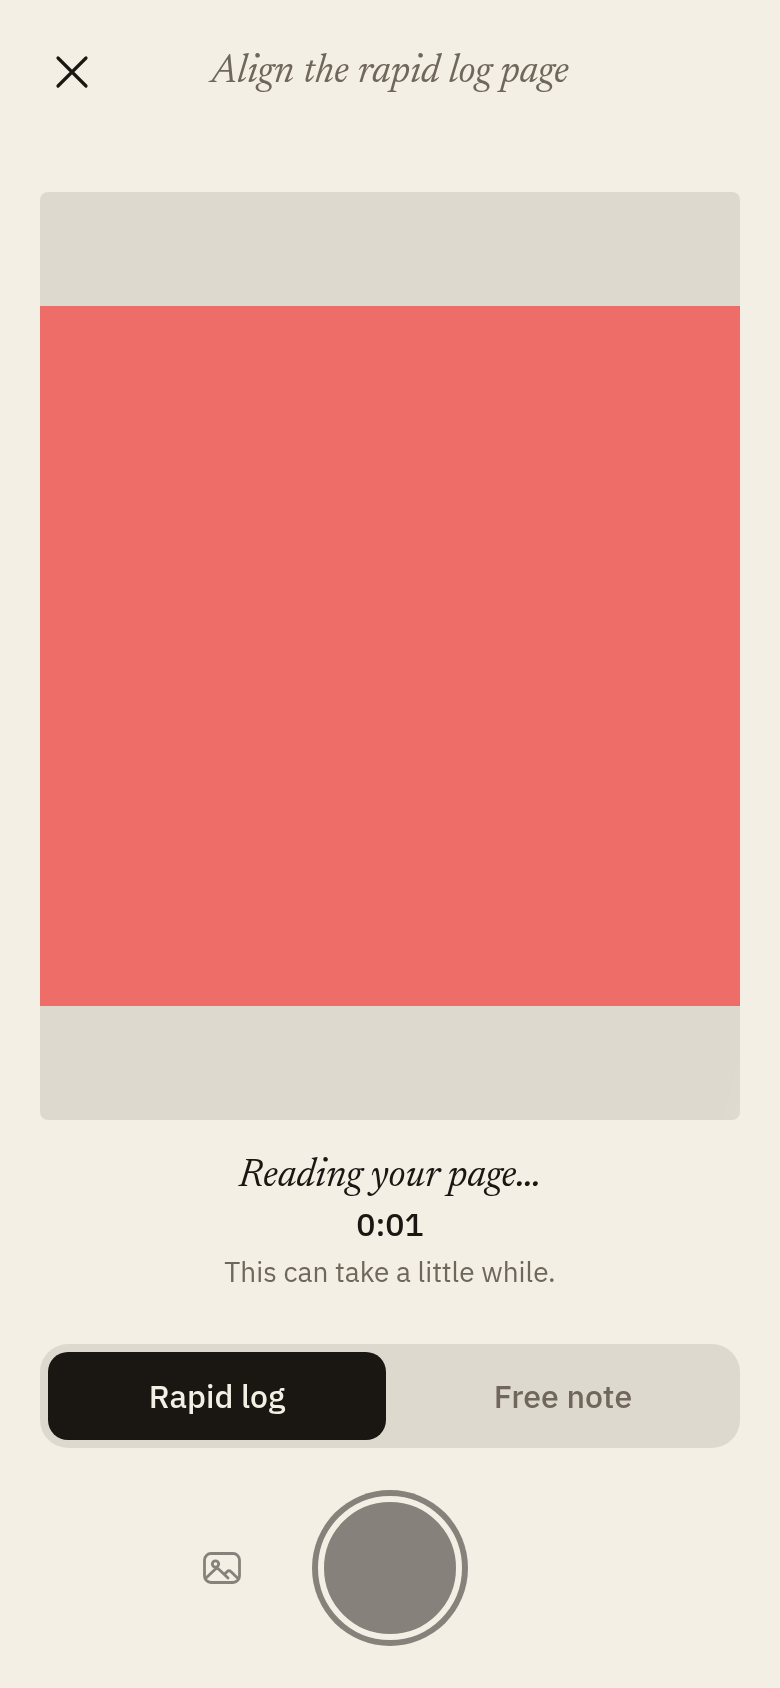 Align the rapid log page
Reading your page...
0:01
This can take a little while.
Rapid log
Free note